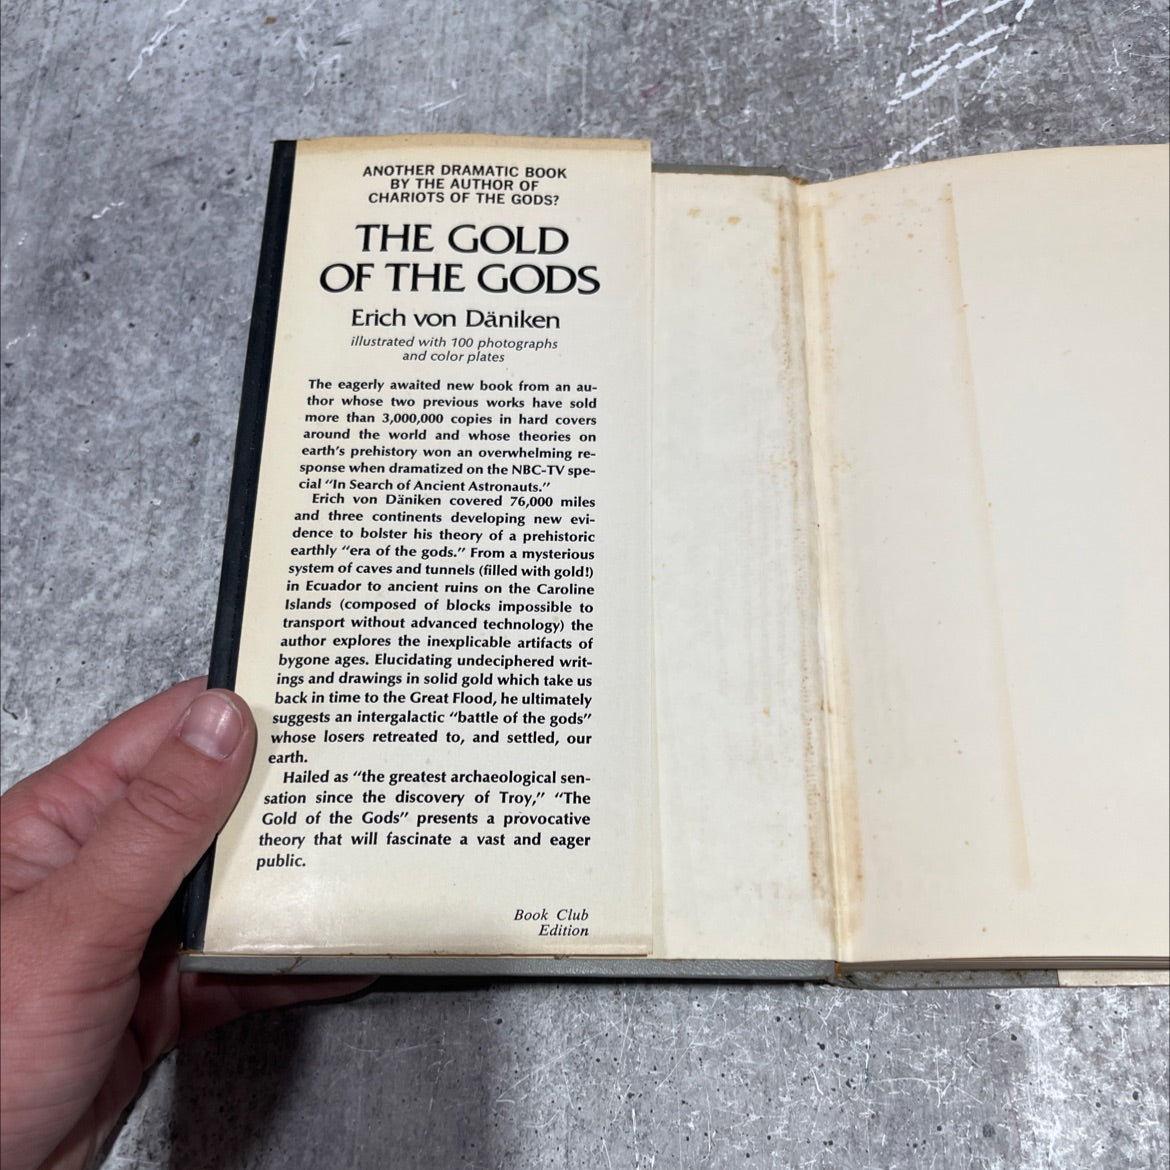 ANOTHER DRAMATIC BOOK
BY THE AUTHOR OF
CHARIOTS OF THE GODS?
THE GOLD
OF THE GODS
Erich von Däniken
illustrated with 100 photographs
and color plates
The eagerly awaited new book from an au-
thor whose two previous works have sold
more than 3,000,000 copies in hard covers
around the world and whose theories on
earth's prehistory won an overwhelming re-
sponse when dramatized on the NBC-TV spe-
cial “In Search of Ancient Astronauts.”
Erich von Däniken covered 76,000 miles
and three continents developing new evi-
dence to bolster his theory of a prehistoric
earthly “era of the gods.” From a mysterious
system of caves and tunnels (filled with gold!)
in Ecuador to ancient ruins on the Caroline
Islands (composed of blocks impossible to
transport without advanced technology) the
author explores the inexplicable artifacts of
bygone ages. Elucidating undeciphered writ-
ings and drawings in solid gold which take us
back in time to the Great Flood, he ultimately
suggests an intergalactic “battle of the gods”
whose losers retreated to, and settled, our
earth.
Hailed as “the greatest archaeological sen-
sation since the discovery of Troy,” “The
Gold of the Gods” presents a provocative
theory that will fascinate a vast and eager
public.
Book Club
Edition